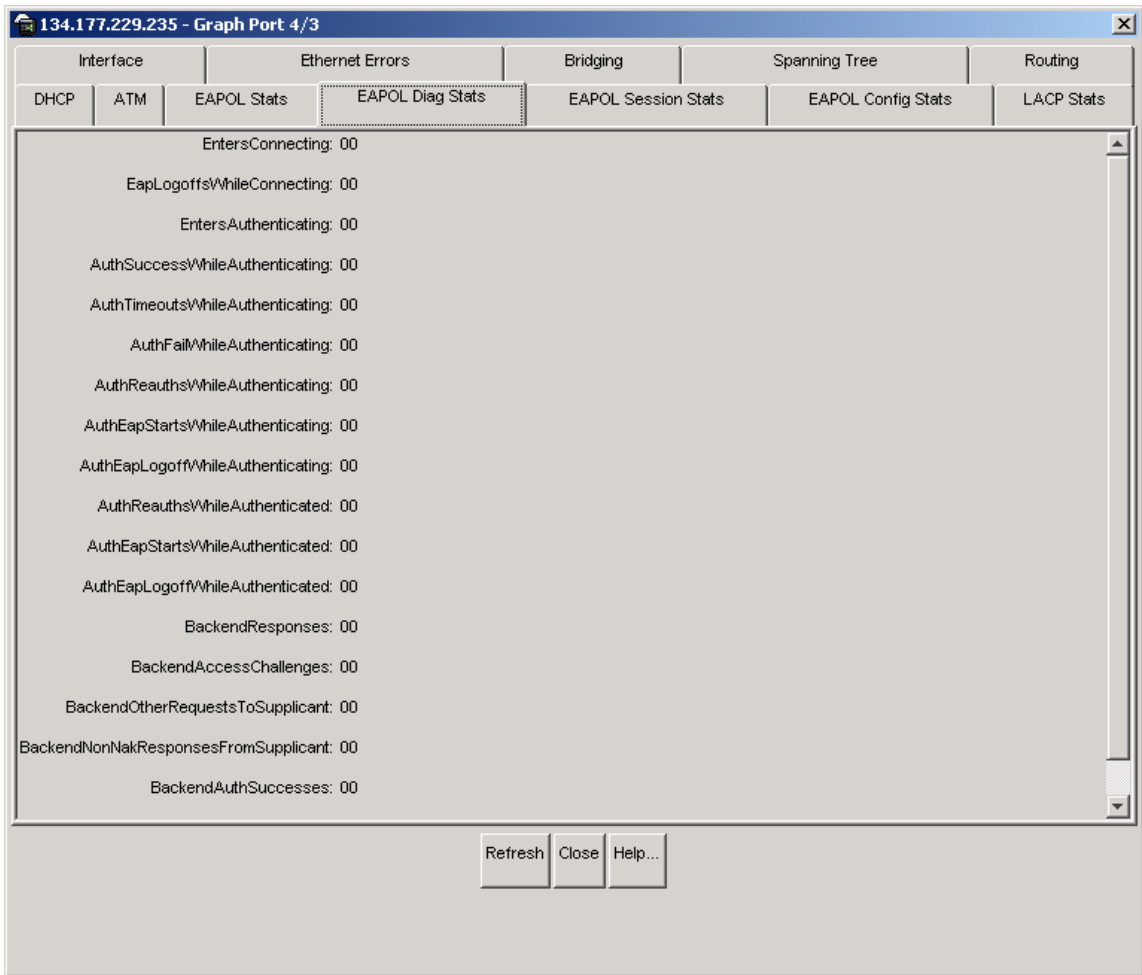 134.177.229.235 - Graph Port 4/3
Interface Ethernet Errors Bridging Spanning Tree Routing
DHCP ATM EAPOL Stats EAPOL Diag Stats EAPOL Session Stats EAPOL Config Stats LACP Stats
EntersConnecting: 00
EapLogoffsWhileConnecting: 00
EntersAuthenticating: 00
AuthSuccessWhileAuthenticating: 00
AuthTimeoutsWhileAuthenticating: 00
AuthFailWhileAuthenticating: 00
AuthReauthsWhileAuthenticating: 00
AuthEapStartsWhileAuthenticating: 00
AuthEapLogoffWhileAuthenticating: 00
AuthReauthsWhileAuthenticated: 00
AuthEapStartsWhileAuthenticated: 00
AuthEapLogoffWhileAuthenticated: 00
BackendResponses: 00
BackendAccessChallenges: 00
BackendOtherRequestsToSupplicant: 00
BackendNonNakResponsesFromSupplicant: 00
BackendAuthSuccesses: 00
Refresh Close Help...